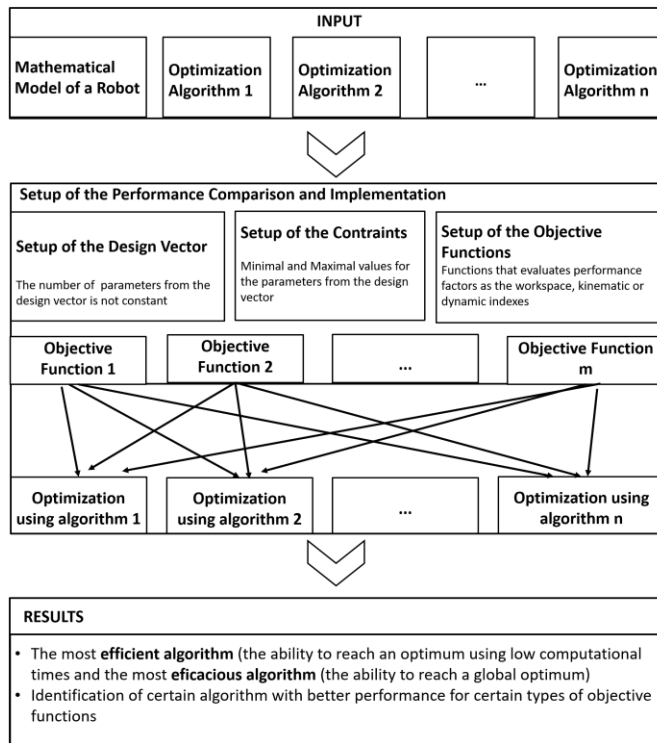 INPUT
Mathematical
Model of a Robot
Optimization
Algorithm 1
Optimization
Algorithm 2
...
Optimization
Algorithm n
Setup of the Performance Comparison and Implementation
Setup of the Design Vector
The number of parameters from the
design vector is not constant
Setup of the Contraints
Minimal and Maximal values for
the parameters from the design
vector
Setup of the Objective
Functions
Functions that evaluates performance
factors as the workspace, kinematic or
dynamic indexes
Objective
Function 1
Objective
Function 2
...
Objective Function
m
Optimization
using algorithm 1
Optimization
using algorithm 2
...
Optimization using
algorithm n
RESULTS
• The most efficient algorithm (the ability to reach an optimum using low computational
times and the most eficacious algorithm (the ability to reach a global optimum)
• Identification of certain algorithm with better performance for certain types of objective
functions